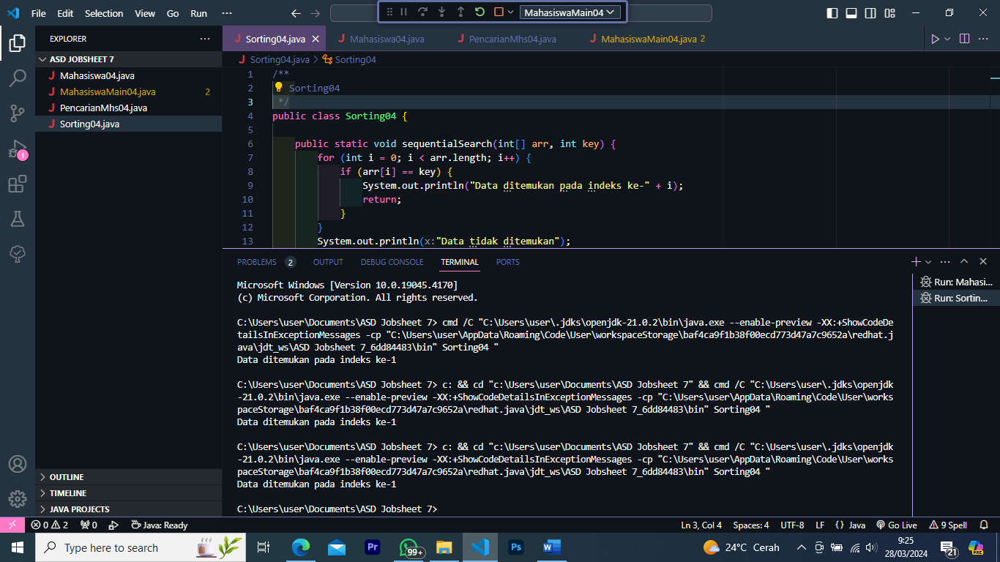 File Edit Selection View Go Run ··· MahasiswaMain04
EXPLORER ···
ASD JOBSHEET 7
J Mahasiswa04.java
J MahasiswaMain04.java 2
J PencarianMhs04.java
J Sorting04.java
OUTLINE
TIMELINE
JAVA PROJECTS
1
J Sorting04.java J Mahasiswa04.java J PencarianMhs04.java J MahasiswaMain04.java 2
J Sorting04.java > Sorting04
1 /**
2 Sorting04
3 */
4 public class Sorting04 {
5
6 public static void sequentialSearch(int[] arr, int key) {
7 for (int i = 0; i < arr.length; i++) {
8 if (arr[i] == key) {
9 System.out.println("Data ditemukan pada indeks ke-" + i);
10 return;
11 }
12 }
13 System.out.println(x:"Data tidak ditemukan");
PROBLEMS 2 OUTPUT DEBUG CONSOLE TERMINAL PORTS
Microsoft Windows [Version 10.0.19045.4170]
(c) Microsoft Corporation. All rights reserved.
C:\Users\user\Documents\ASD Jobsheet 7> cmd /C "C:\Users\user\.jdks\openjdk-21.0.2\bin\java.exe --enable-preview -XX:+ShowCodeDe
tailsInExceptionMessages -cp "C:\Users\user\AppData\Roaming\Code\User\workspaceStorage\baf4ca9f1b38f00ecd773d47a7c9652a\redhat.j
ava\jdt_ws\ASD Jobsheet 7_6dd84483\bin" Sorting04 "
Data ditemukan pada indeks ke-1
C:\Users\user\Documents\ASD Jobsheet 7> c: && cd "c:\Users\user\Documents\ASD Jobsheet 7" && cmd /C "C:\Users\user\.jdks\openjdk
-21.0.2\bin\java.exe --enable-preview -XX:+ShowCodeDetailsInExceptionMessages -cp "C:\Users\user\AppData\Roaming\Code\User\works
paceStorage\baf4ca9f1b38f00ecd773d47a7c9652a\redhat.java\jdt_ws\ASD Jobsheet 7_6dd84483\bin" Sorting04 "
Data ditemukan pada indeks ke-1
C:\Users\user\Documents\ASD Jobsheet 7> c: && cd "c:\Users\user\Documents\ASD Jobsheet 7" && cmd /C "C:\Users\user\.jdks\openjdk
-21.0.2\bin\java.exe --enable-preview -XX:+ShowCodeDetailsInExceptionMessages -cp "C:\Users\user\AppData\Roaming\Code\User\works
paceStorage\baf4ca9f1b38f00ecd773d47a7c9652a\redhat.java\jdt_ws\ASD Jobsheet 7_6dd84483\bin" Sorting04 "
Data ditemukan pada indeks ke-1
C:\Users\user\Documents\ASD Jobsheet 7>
Run: Mahasi...
Run: Sortin...
0 2 0 Java: Ready Ln 3, Col 4 Spaces: 4 UTF-8 LF {} Java Go Live 9 Spell
Type here to search Pr 99+ Ps W 24°C Cerah 9:25
28/03/2024 21 PRE